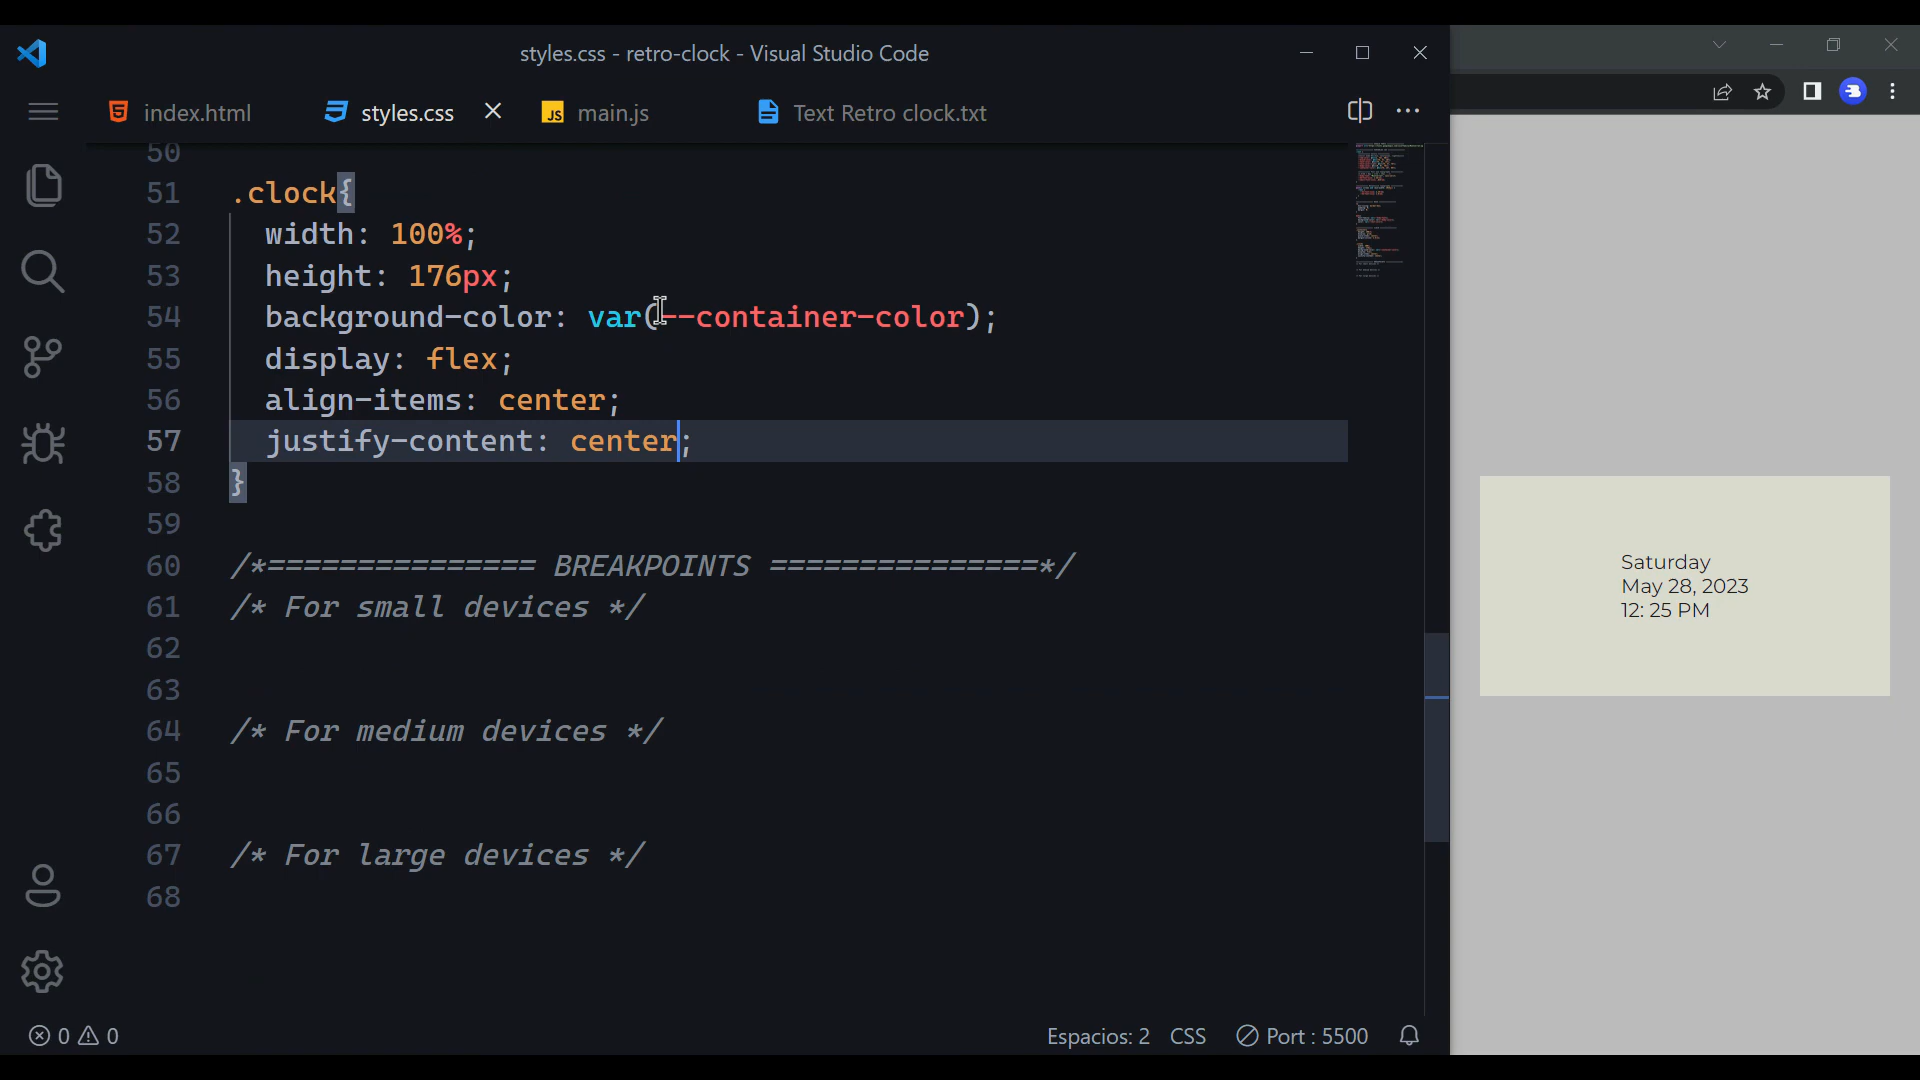 styles.css - retro-clock - Visual Studio Code
index.html
styles.css
JS main.js
Text Retro clock.txt
50
51 .clock{
52 width: 100%;
53 height: 176px;
54 background-color: var(--container-color);
55 display: flex;
56 align-items: center;
57 justify-content: center;
58 }
59
60 /*=============== BREAKPOINTS ===============*/
61 /* For small devices */
62
63
64 /* For medium devices */
65
66
67 /* For large devices */
68
0 0
Espacios: 2 CSS Port : 5500
Saturday
May 28, 2023
12: 25 PM